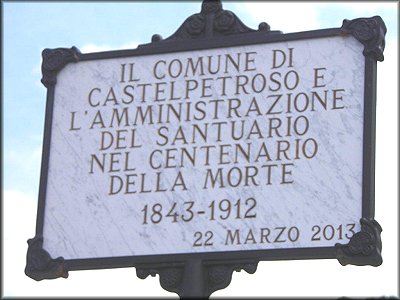 IL COMUNE DI
CASTELPETROSO E
L'AMMINISTRAZIONE
DEL SANTUARIO
NEL CENTENARIO
DELLA MORTE
1843-1912
22 MARZO 2013